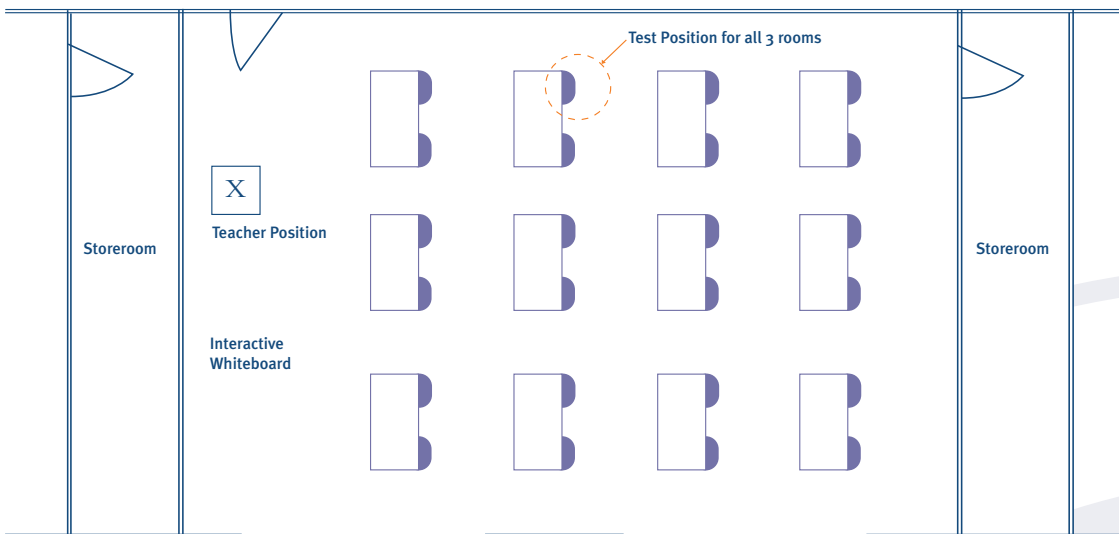 Test Position for all 3 rooms
X
Teacher Position
Storeroom
Storeroom
Interactive
Whiteboard